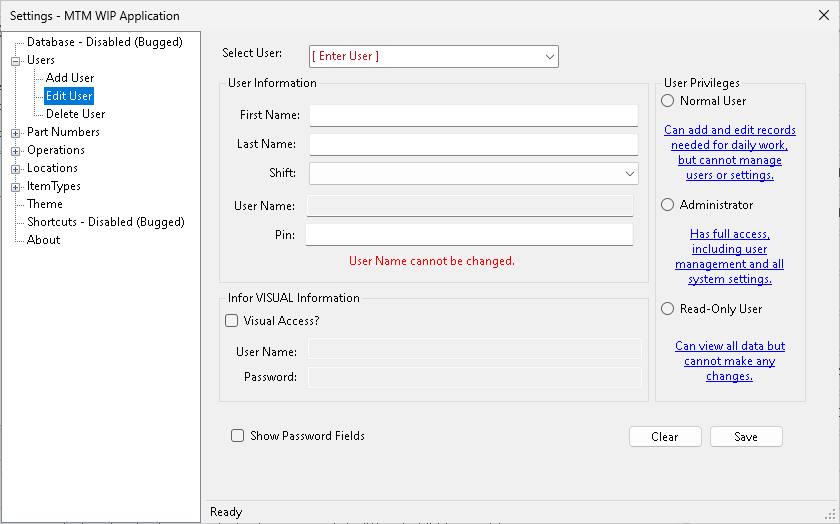 Settings - MTM WIP Application
Database - Disabled (Bugged)
Users
Add User
Edit User
Delete User
Part Numbers
Operations
Locations
ItemTypes
Theme
Shortcuts - Disabled (Bugged)
About
Select User:
[ Enter User ]
User Information
First Name:
Last Name:
Shift:
User Name:
Pin:
User Name cannot be changed.
Infor VISUAL Information
Visual Access?
User Name:
Password:
Show Password Fields
Clear
Save
User Privileges
Normal User
Can add and edit records
needed for daily work,
but cannot manage
users or settings.
Administrator
Has full access,
including user
management and all
system settings.
Read-Only User
Can view all data but
cannot make any
changes.
Ready